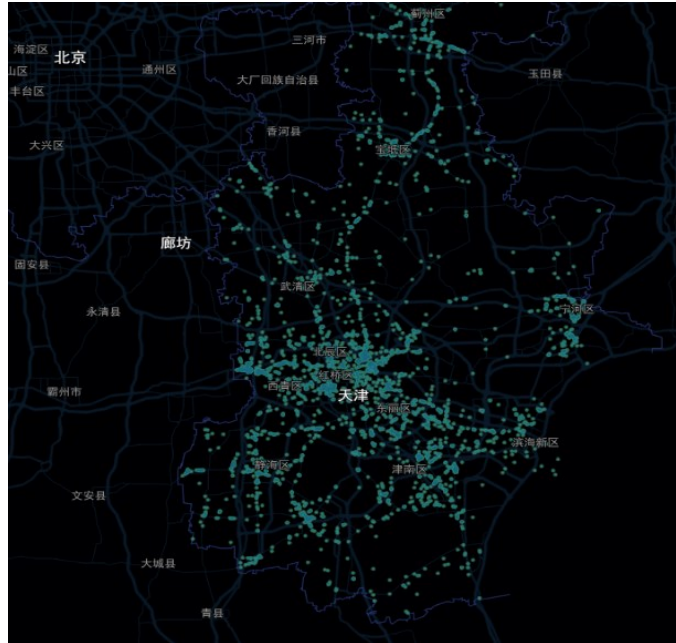 蓟州区
三河市
海淀区
北京
通州区
山区
玉田县
大厂回族自治县
丰台区
香河县
大兴区
宝坻区
廊坊
固安县
武清区
宁河区
永清县
北辰区
红桥区
西青区
霸州市
天津
东丽区
滨海新区
静海区
津南区
文安县
大城县
青县